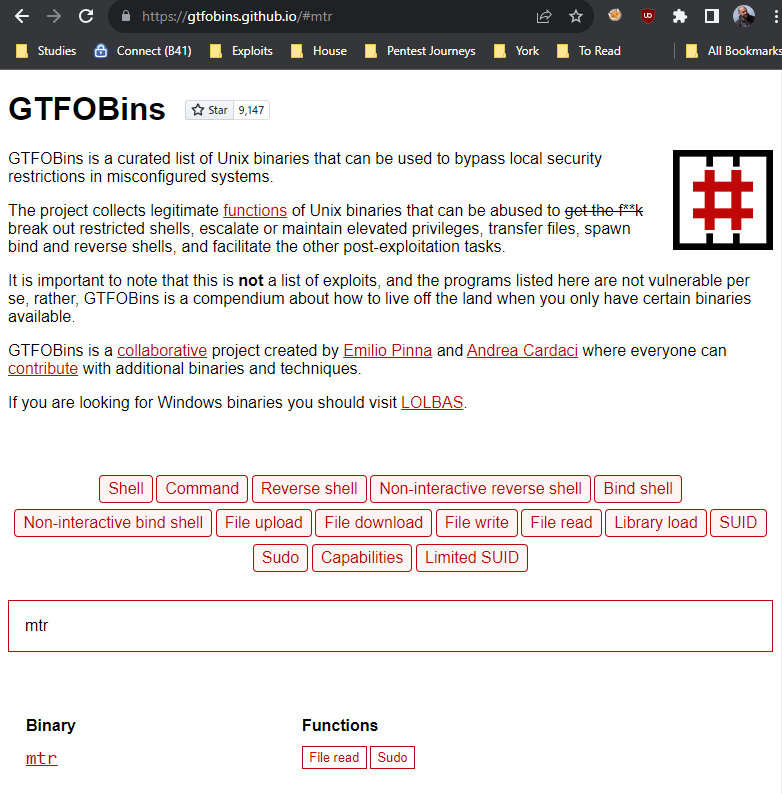 https://gtfobins.github.io/#mtr
Studies Connect (B41) Exploits House Pentest Journeys York To Read All Bookmarks
GTFOBins Star 9,147
GTFOBins is a curated list of Unix binaries that can be used to bypass local security
restrictions in misconfigured systems.
The project collects legitimate functions of Unix binaries that can be abused to get the f**k
break out restricted shells, escalate or maintain elevated privileges, transfer files, spawn
bind and reverse shells, and facilitate the other post-exploitation tasks.
It is important to note that this is not a list of exploits, and the programs listed here are not vulnerable per
se, rather, GTFOBins is a compendium about how to live off the land when you only have certain binaries
available.
GTFOBins is a collaborative project created by Emilio Pinna and Andrea Cardaci where everyone can
contribute with additional binaries and techniques.
If you are looking for Windows binaries you should visit LOLBAS.
Shell Command Reverse shell Non-interactive reverse shell Bind shell
Non-interactive bind shell File upload File download File write File read Library load SUID
Sudo Capabilities Limited SUID
mtr
Binary Functions
mtr File read Sudo